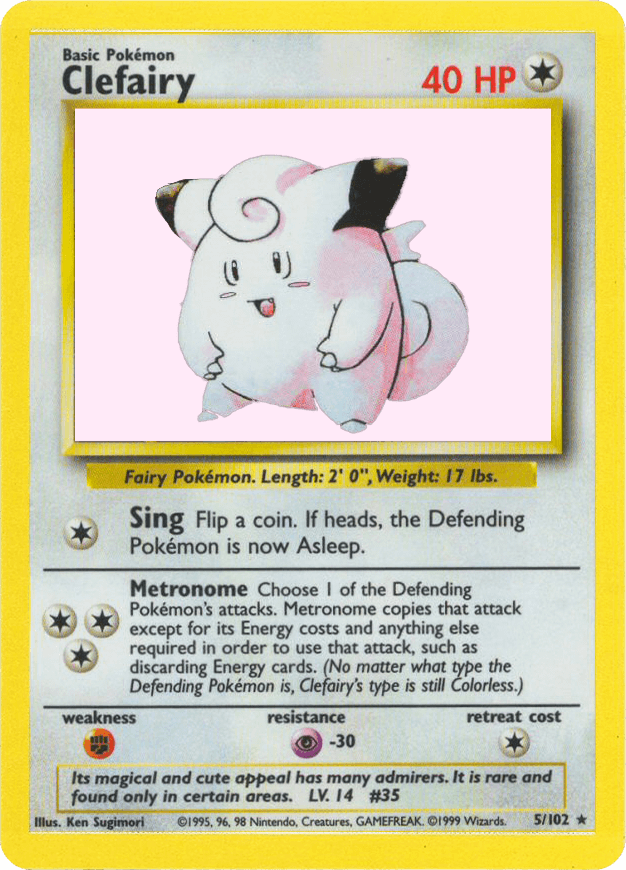 Basic Pokémon
Clefairy 40 HP
Fairy Pokémon. Length: 2' 0", Weight: 17 lbs.
Sing Flip a coin. If heads, the Defending
Pokémon is now Asleep.
Metronome Choose 1 of the Defending
Pokémon's attacks. Metronome copies that attack
except for its Energy costs and anything else
required in order to use that attack, such as
discarding Energy cards. (No matter what type the
Defending Pokémon is, Clefairy's type is still Colorless.)
weakness resistance retreat cost
-30
Its magical and cute appeal has many admirers. It is rare and
found only in certain areas. LV. 14 #35
Illus. Ken Sugimori ©1995, 96, 98 Nintendo, Creatures, GAMEFREAK. ©1999 Wizards. 5/102 ★